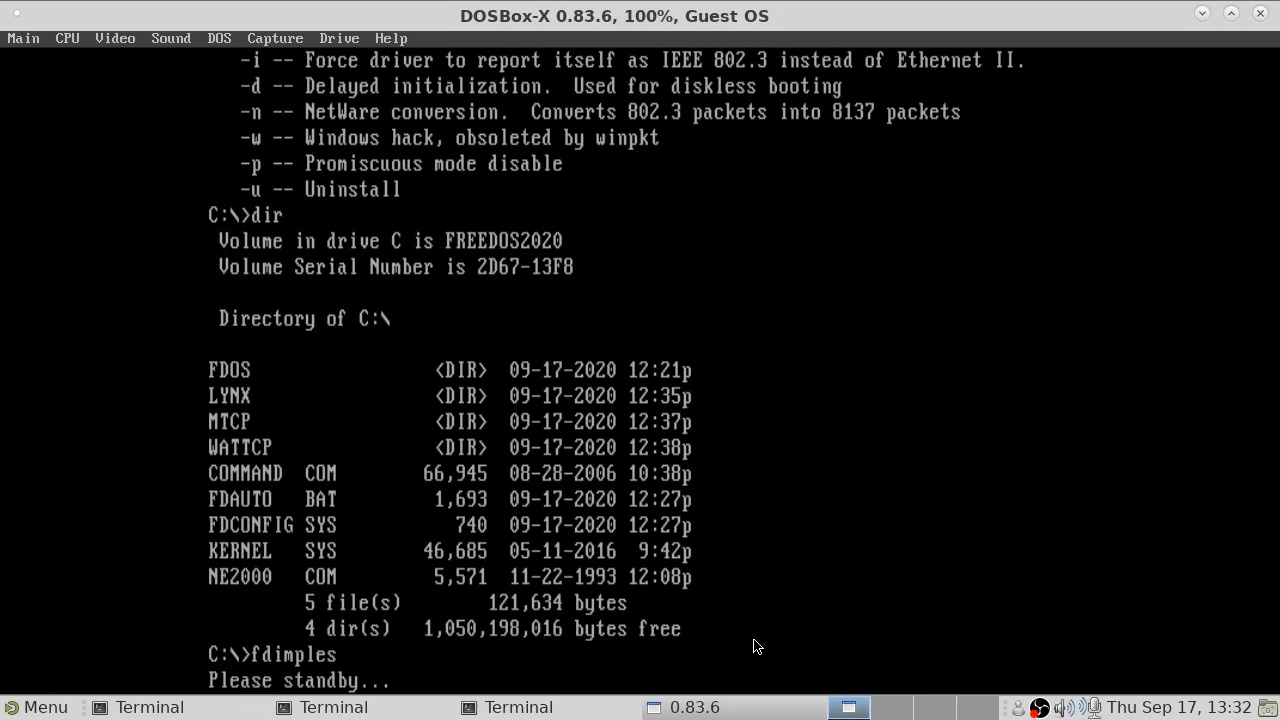 DOSBox-X 0.83.6, 100%, Guest OS
Main CPU Video Sound DOS Capture Drive Help
-i -- Force driver to report itself as IEEE 802.3 instead of Ethernet II.
-d -- Delayed initialization.  Used for diskless booting
-n -- NetWare conversion.  Converts 802.3 packets into 8137 packets
-w -- Windows hack, obsoleted by winpkt
-p -- Promiscuous mode disable
-u -- Uninstall
C:\>dir
Volume in drive C is FREEDOS2020
Volume Serial Number is 2D67-13F8
Directory of C:\
FDOS <DIR> 09-17-2020 12:21p
LYNX <DIR> 09-17-2020 12:35p
MTCP <DIR> 09-17-2020 12:37p
WATTCP <DIR> 09-17-2020 12:38p
COMMAND COM 66,945 08-28-2006 10:38p
FDAUTO BAT 1,693 09-17-2020 12:27p
FDCONFIG SYS 740 09-17-2020 12:27p
KERNEL SYS 46,685 05-11-2016 9:42p
NE2000 COM 5,571 11-22-1993 12:08p
5 file(s) 121,634 bytes
4 dir(s) 1,050,198,016 bytes free
C:\>fdimples
Please standby...
Menu Terminal Terminal Terminal 0.83.6 Thu Sep 17, 13:32